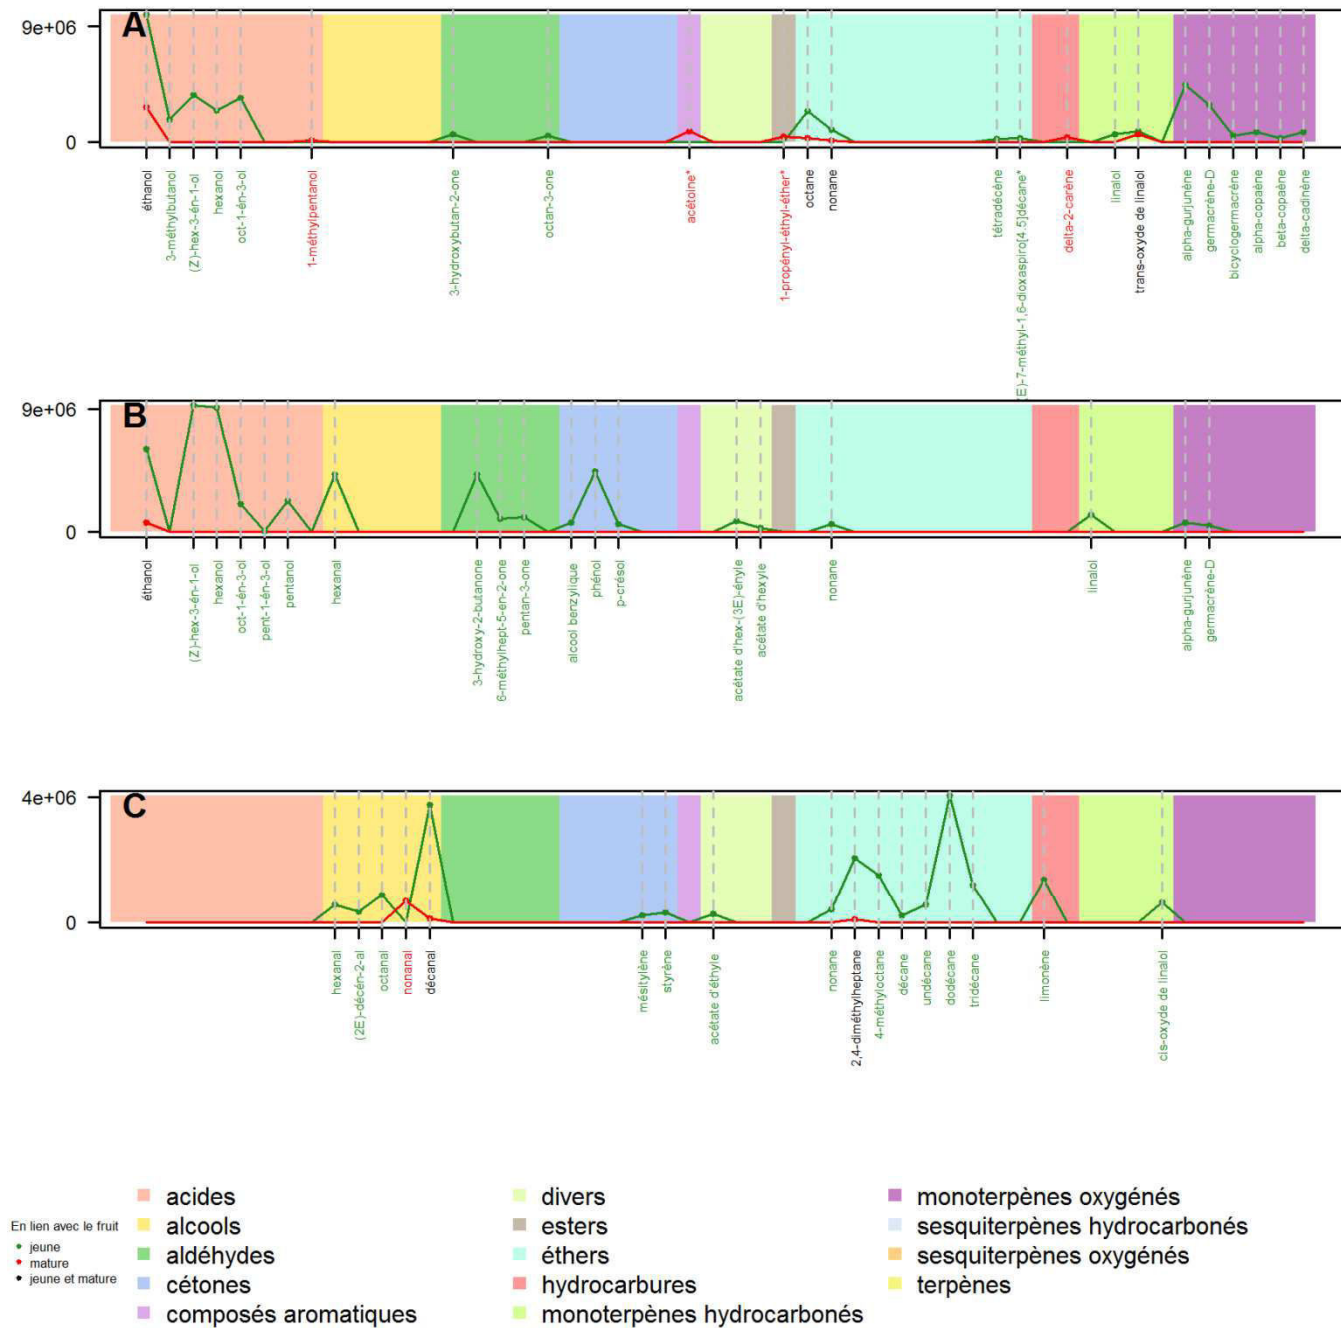 A
9e+06
0
éthanol
3-méthylbutanol
(Z)-hex-3-én-1-ol
hexanol
oct-1-én-3-ol
1-méthylpentanol
3-hydroxybutan-2-one
octan-3-one
acétoïne*
1-propényl-éthyl-éther*
octane
nonane
tétradécène
E)-7-méthyl-1,6-dioxaspiro[4.5]décane*
delta-2-carène
linalol
trans-oxyde de linalol
alpha-gurjunène
germacrène-D
bicyclogermacrène
alpha-copaène
beta-copaène
delta-cadinène
B
9e+06
0
éthanol
(Z)-hex-3-én-1-ol
hexanol
oct-1-én-3-ol
pent-1-én-3-ol
pentanol
hexanal
3-hydroxy-2-butanone
6-méthylhept-5-en-2-one
pentan-3-one
alcool benzylique
phénol
p-crésol
acétate d'hex-(3E)-ényle
acétate d'hexyle
nonane
linalol
alpha-gurjunène
germacrène-D
C
4e+06
0
hexanal
(2E)-décén-2-al
octanal
nonanal
décanal
mésitylène
styrène
acétate d'éthyle
nonane
2,4-diméthylheptane
4-méthyloctane
décane
undécane
dodécane
tridécane
limonène
cis-oxyde de linalol
En lien avec le fruit
jeune
mature
jeune et mature
acides
alcools
aldéhydes
cétones
composés aromatiques
divers
esters
éthers
hydrocarbures
monoterpènes hydrocarbonés
monoterpènes oxygénés
sesquiterpènes hydrocarbonés
sesquiterpènes oxygénés
terpènes